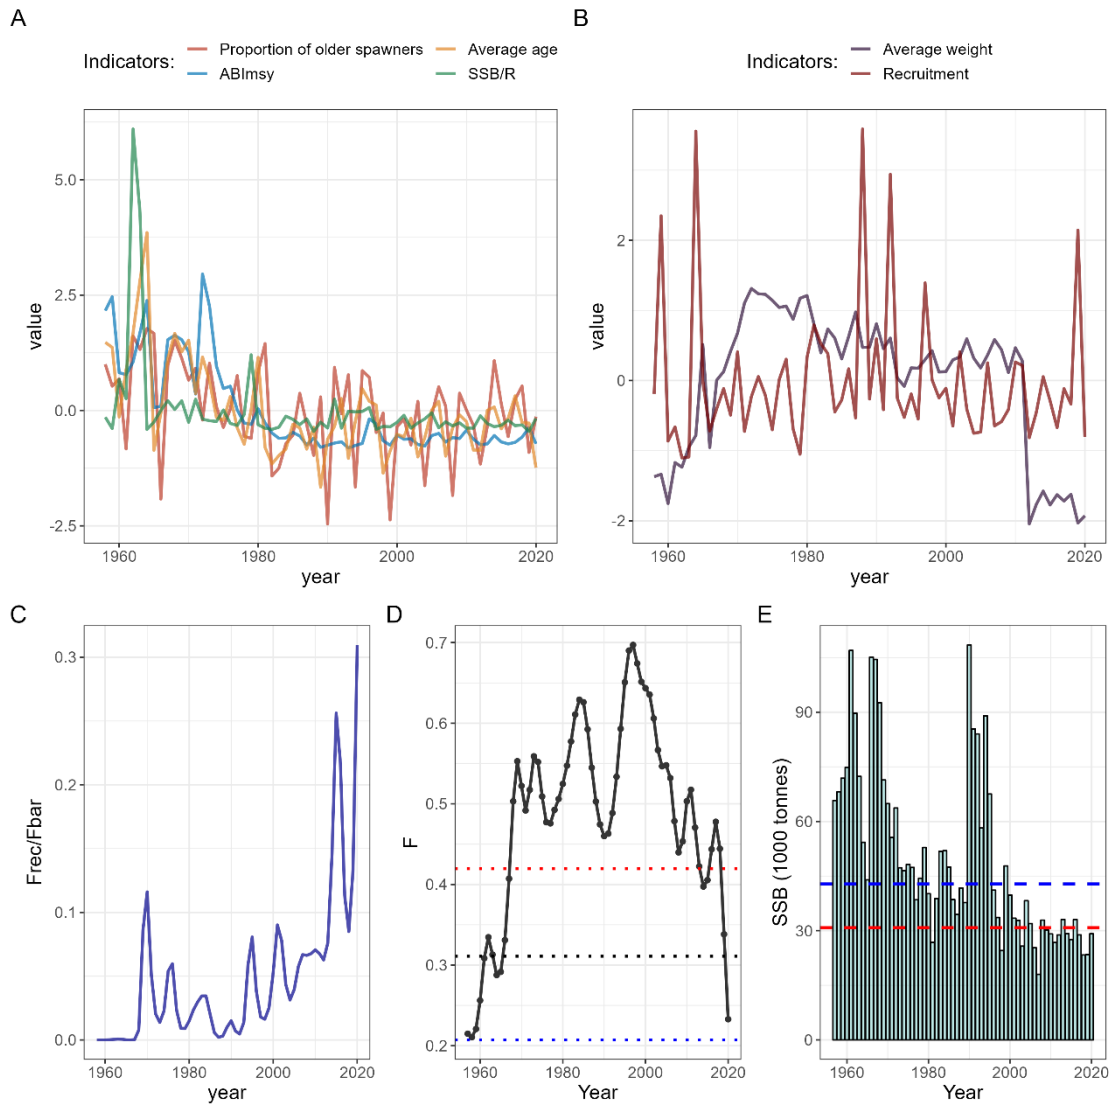 A
B
Indicators:
Proportion of older spawners
Average age
ABImsy
SSB/R
Indicators:
Average weight
Recruitment
value
5.0
2.5
0.0
-2.5
1960
1980
2000
2020
year
value
2
0
-2
1960
1980
2000
2020
year
C
D
E
Frec/Fbar
0.3
0.2
0.1
0.0
1960
1980
2000
2020
year
F
0.7
0.6
0.5
0.4
0.3
0.2
1960
1980
2000
2020
Year
SSB (1000 tonnes)
90
60
30
0
1960
1980
2000
2020
Year